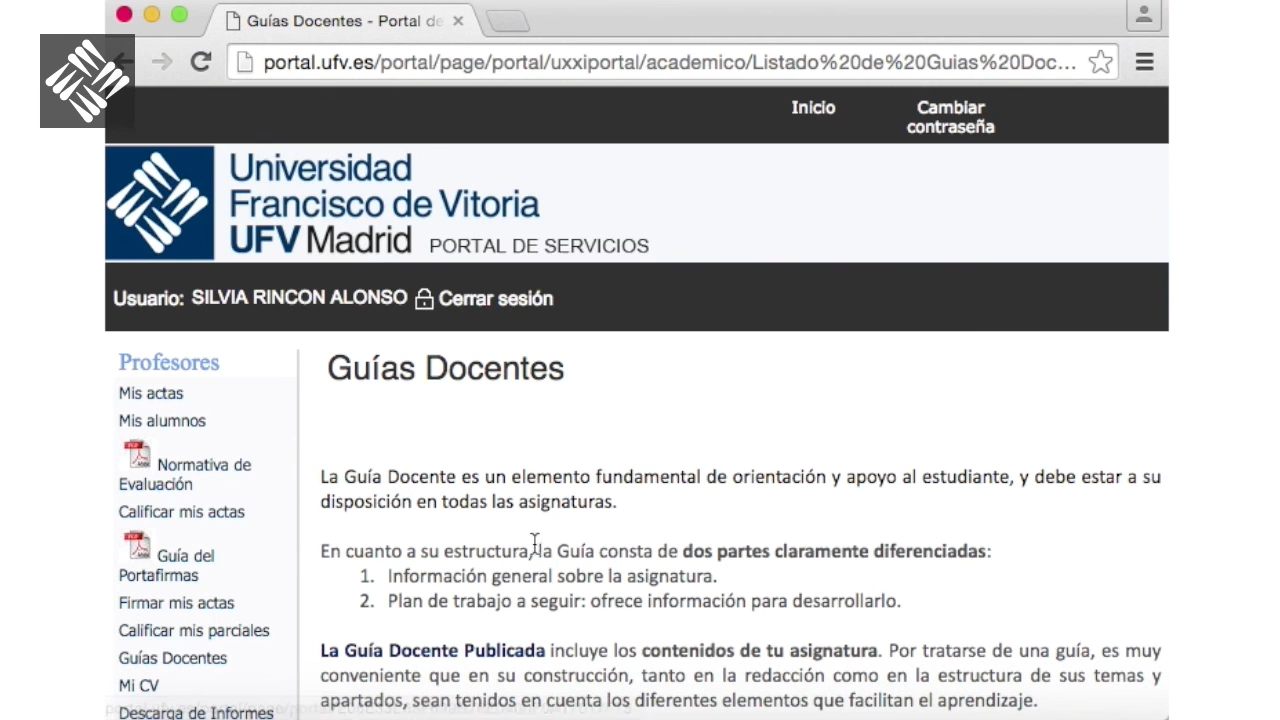 Guías Docentes - Portal de
portal.ufv.es/portal/page/portal/uxxiportal/academico/Listado%20de%20Guias%20Doc...
Inicio
Cambiar
contraseña
Universidad
Francisco de Vitoria
UFV Madrid PORTAL DE SERVICIOS
Usuario: SILVIA RINCON ALONSO Cerrar sesión
Profesores
Mis actas
Mis alumnos
Normativa de
Evaluación
Calificar mis actas
Guía del
Portafirmas
Firmar mis actas
Calificar mis parciales
Guías Docentes
Mi CV
Descarga de Informes
Guías Docentes
La Guía Docente es un elemento fundamental de orientación y apoyo al estudiante, y debe estar a su
disposición en todas las asignaturas.
En cuanto a su estructura, la Guía consta de dos partes claramente diferenciadas:
1. Información general sobre la asignatura.
2. Plan de trabajo a seguir: ofrece información para desarrollarlo.
La Guía Docente Publicada incluye los contenidos de tu asignatura. Por tratarse de una guía, es muy
conveniente que en su construcción, tanto en la redacción como en la estructura de sus temas y
apartados, sean tenidos en cuenta los diferentes elementos que facilitan el aprendizaje.